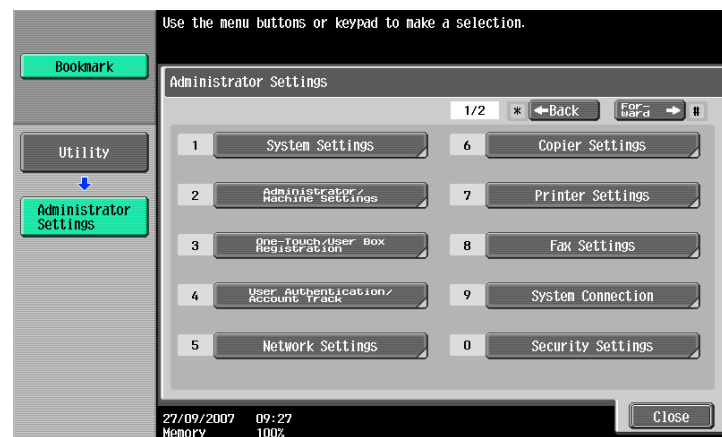 Use the menu buttons or keypad to make a selection.
Bookmark
Administrator Settings
1/2 * ←Back For- ward → #
Utility
Administrator
Settings
1 System Settings
2 Administrator/
Machine Settings
3 One-Touch/User Box
Registration
4 User Authentication/
Account Track
5 Network Settings
6 Copier Settings
7 Printer Settings
8 Fax Settings
9 System Connection
0 Security Settings
27/09/2007 09:27
Memory 100%
Close